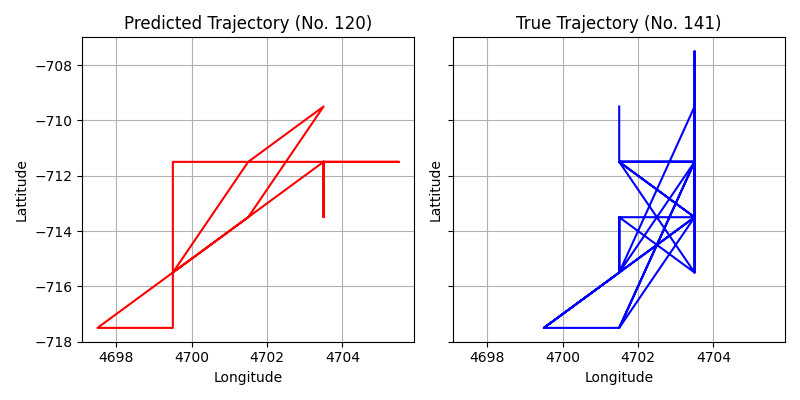 Predicted Trajectory (No. 120)
True Trajectory (No. 141)
−708
−710
−712
−714
−716
−718
Lattitude
Lattitude
4698
4700
4702
4704
4698
4700
4702
4704
Longitude
Longitude